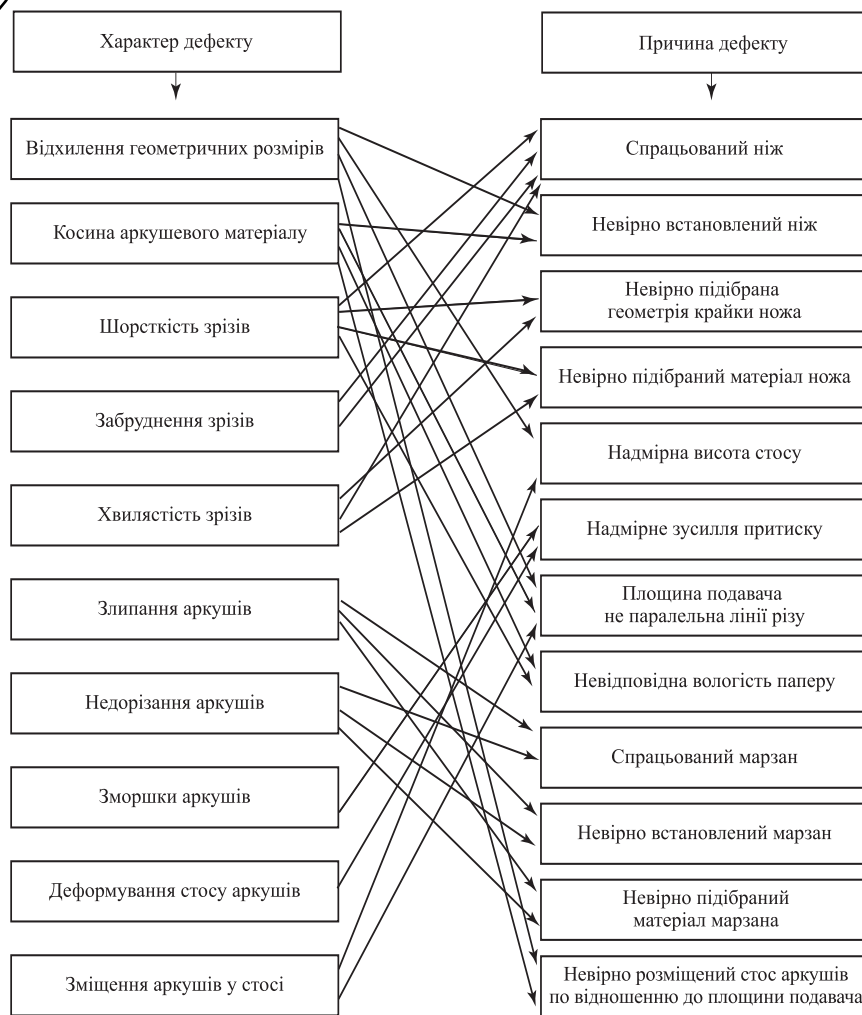 Характер дефекту
Відхилення геометричних розмірів
Косина аркушевого матеріалу
Шорсткість зрізів
Забруднення зрізів
Хвилястість зрізів
Злипання аркушів
Недорізання аркушів
Зморшки аркушів
Деформування стосу аркушів
Зміщення аркушів у стосі
Причина дефекту
Спрацьований ніж
Невірно встановлений ніж
Невірно підібрана
геометрія крайки ножа
Невірно підібраний матеріал ножа
Надмірна висота стосу
Надмірне зусилля притиску
Площина подавача
не паралельна лінії різу
Невідповідна вологість паперу
Спрацьований марзан
Невірно встановлений марзан
Невірно підібраний
матеріал марзана
Невірно розміщений стос аркушів
по відношенню до площини подавача